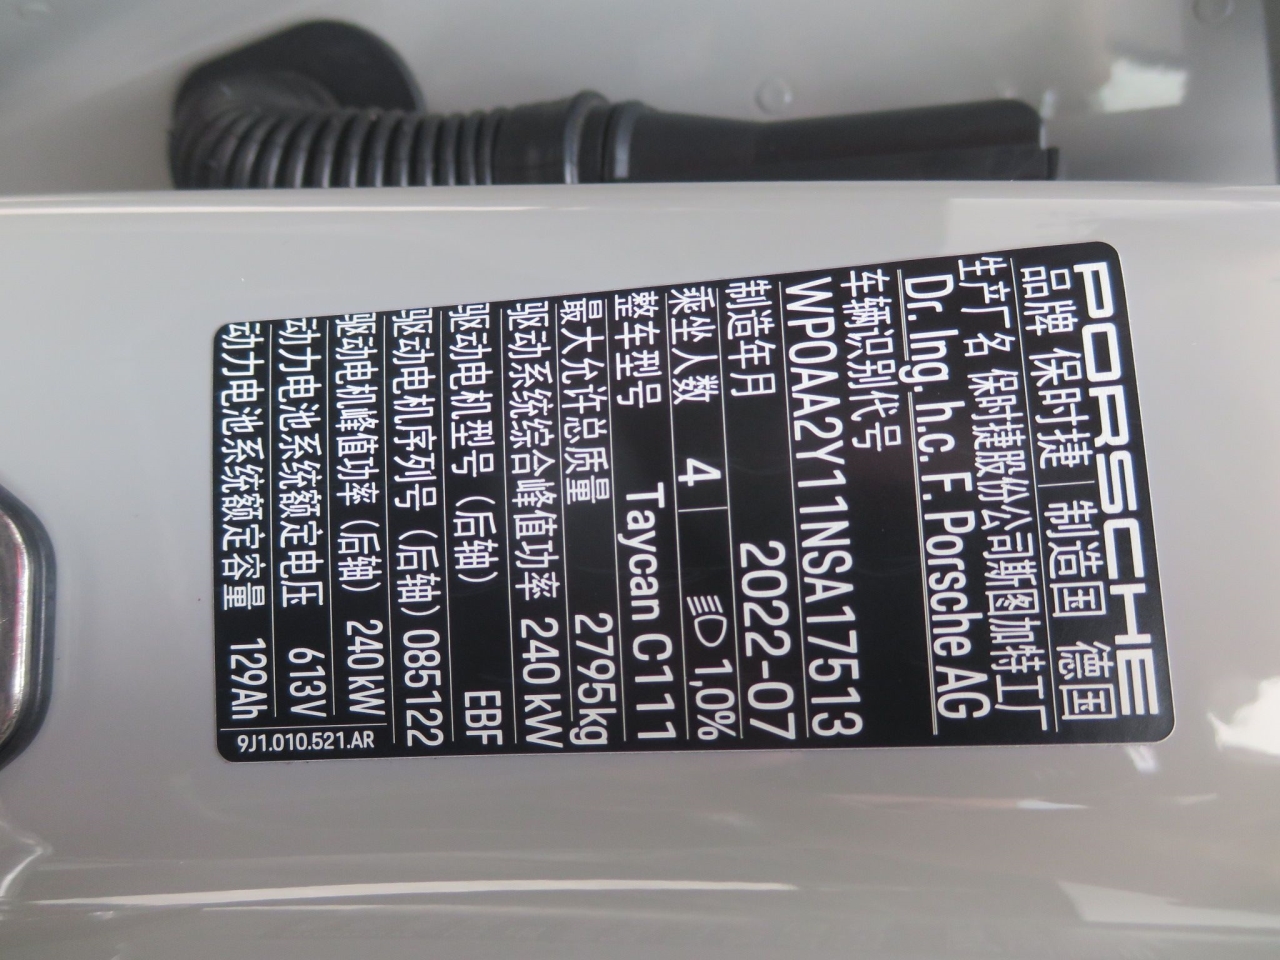 PORSCHE
品牌 保时捷 制造国 德国
生产厂名 保时捷股份公司斯图加特工厂
Dr. Ing. h.c. F. Porsche AG
车辆识别代号
WP0AA2Y11NSA17513
制造年月 2022-07
乘坐人数 4 1,0%
整车型号 Taycan C111
最大允许总质量 2795kg
驱动系统综合峰值功率 240kW
驱动电机型号（后轴） EBF
驱动电机序列号（后轴）085122
驱动电机峰值功率（后轴） 240kW
动力电池系统额定电压 613V
动力电池系统额定容量 129Ah
9J1.010.521.AR